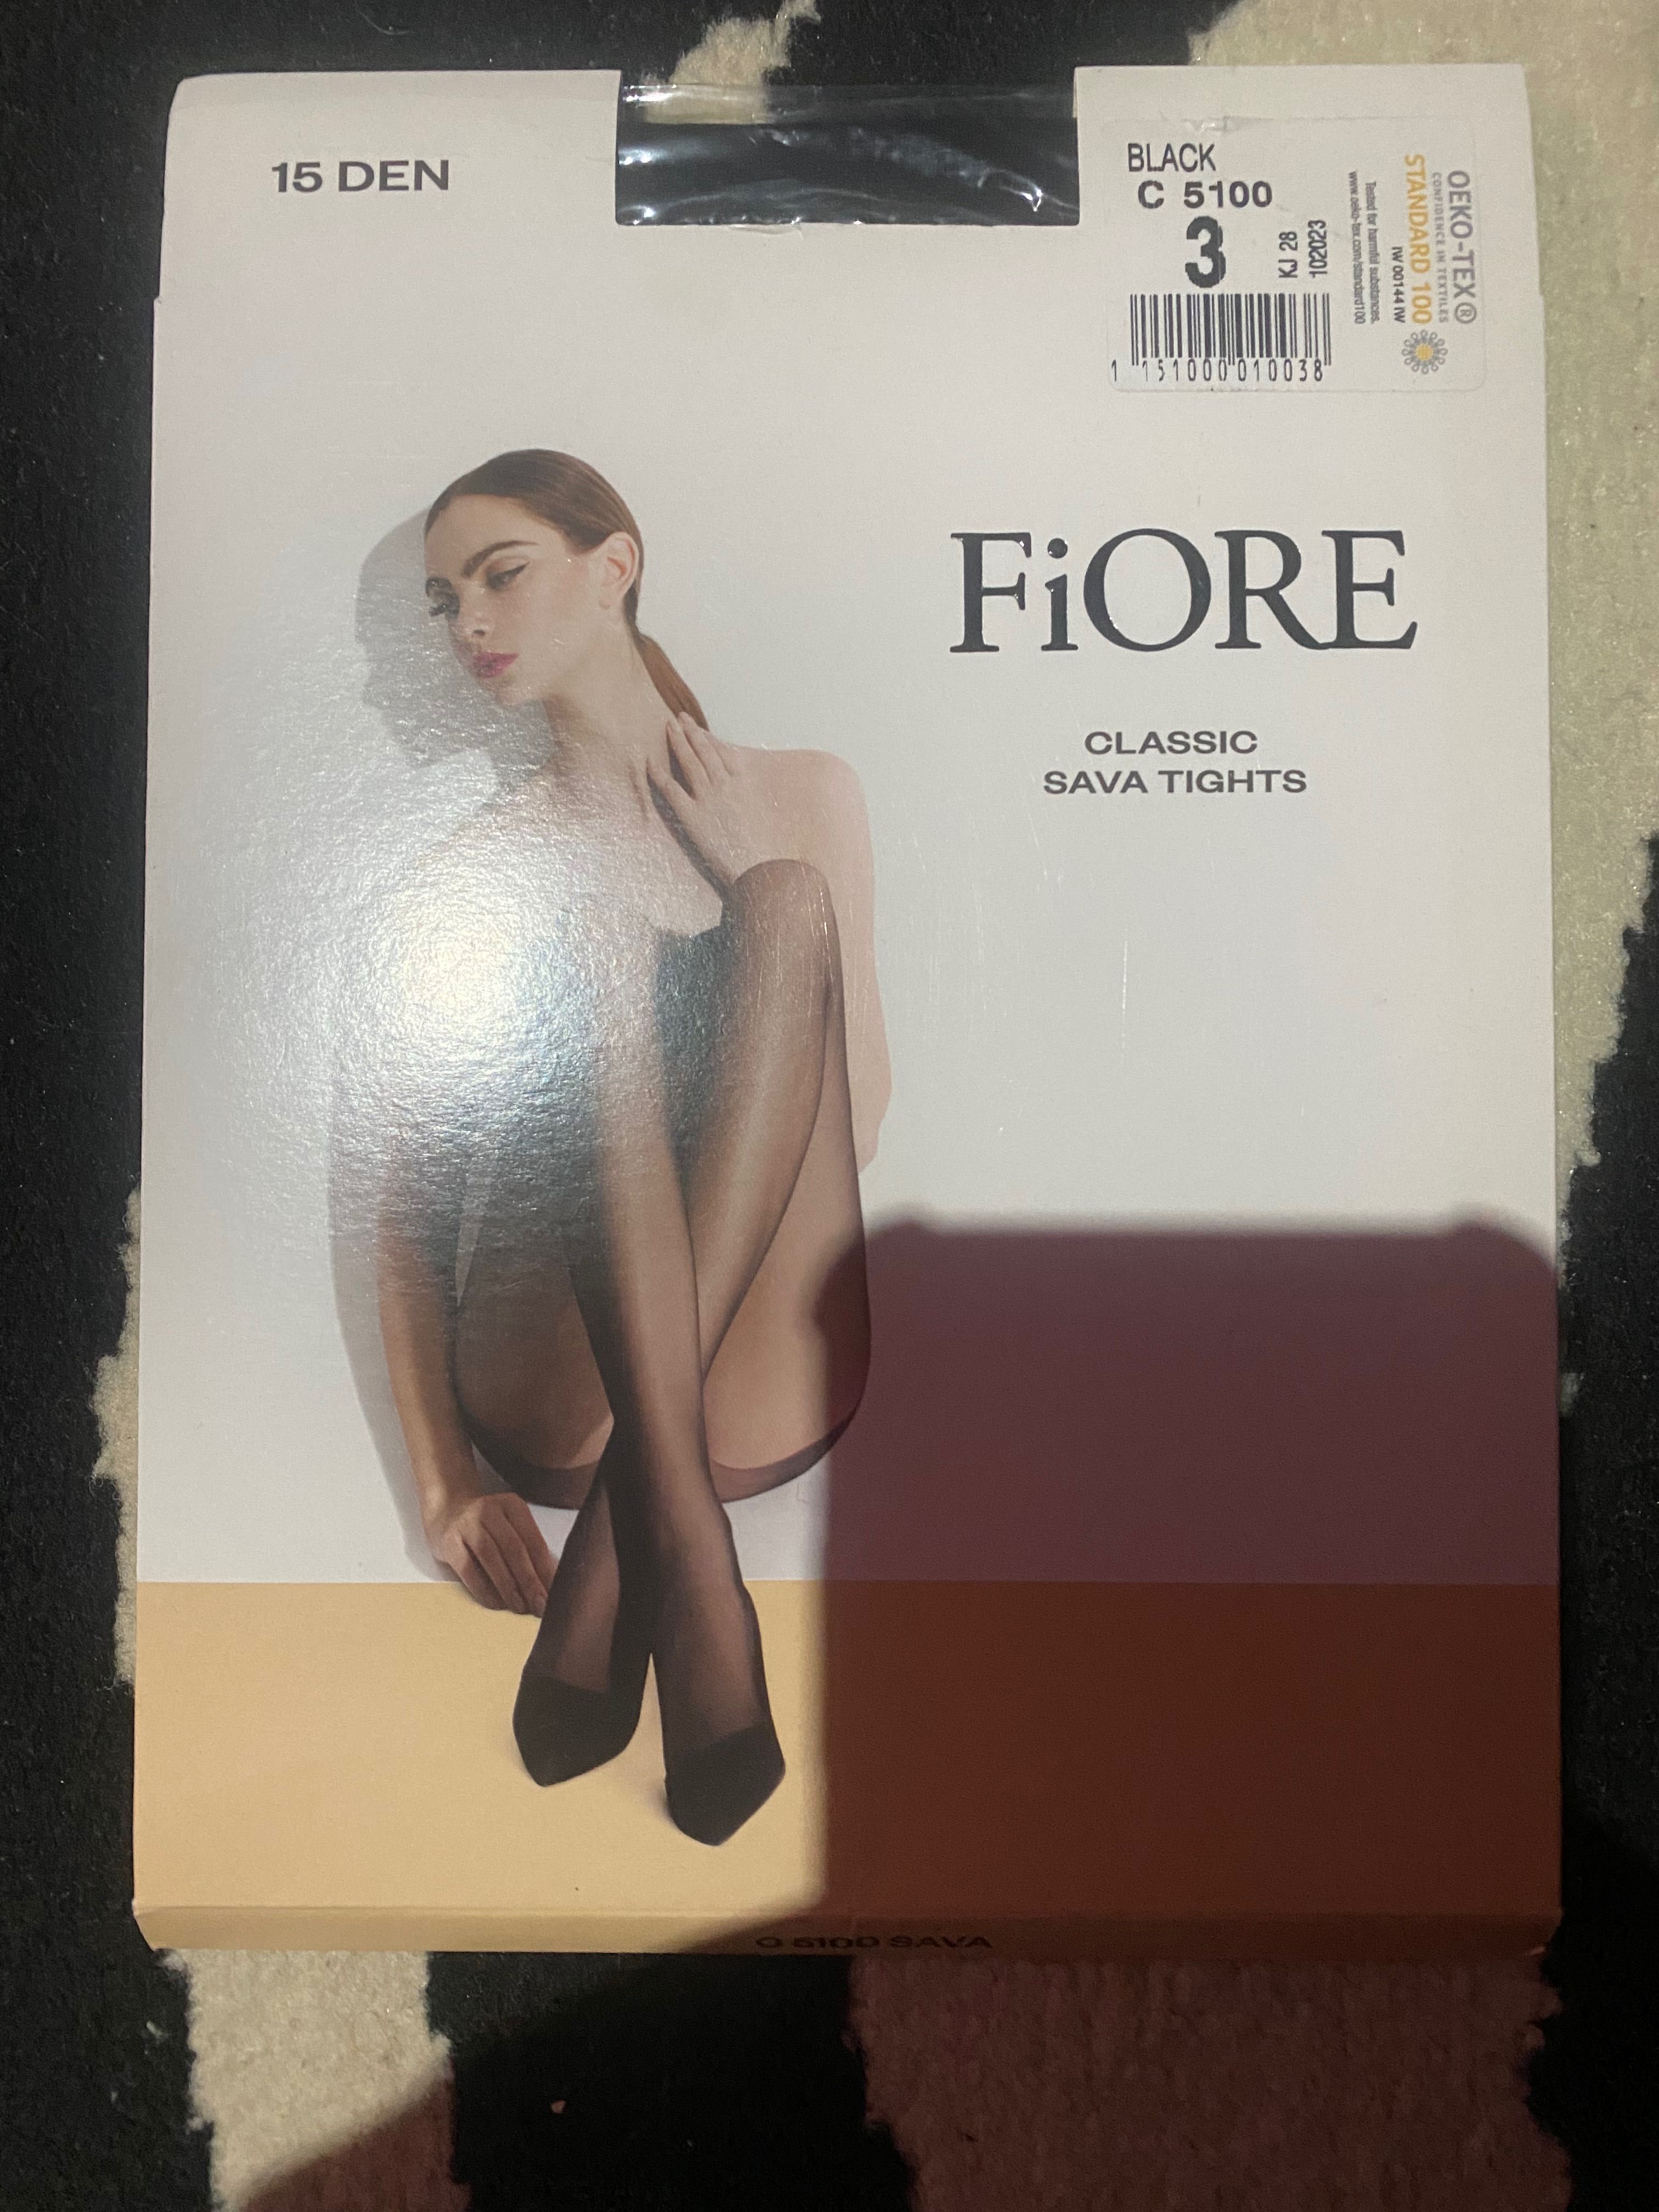 15 DEN
BLACK
C 5100
3
KJ 28
102023
1 151000 010038
OEKO-TEX®
CONFIDENCE IN TEXTILES
STANDARD 100
IW 00144 IW
Tested for harmful substances.
www.oeko-tex.com/standard100
FiORE
CLASSIC
SAVA TIGHTS
C 5100 SAVA